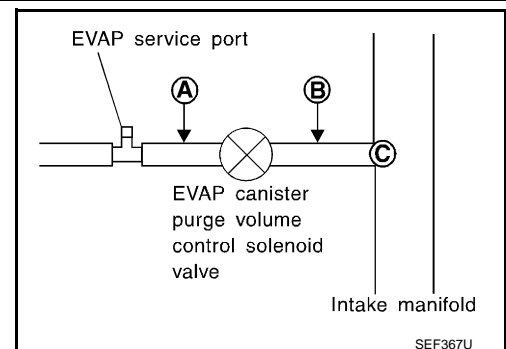 EVAP service port
A
B
C
EVAP canister
purge volume
control solenoid
valve
Intake manifold
SEF367U